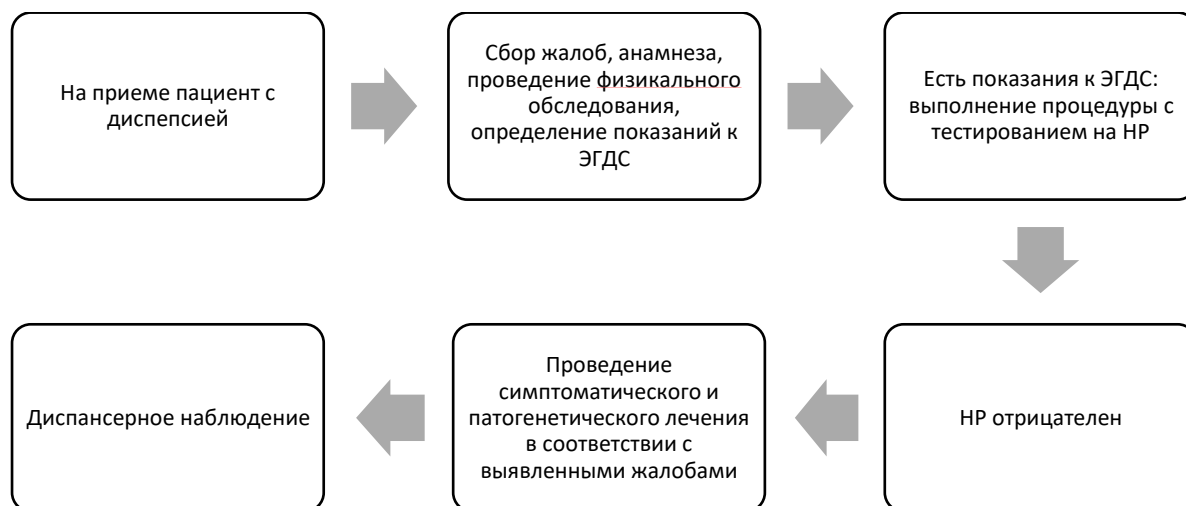 На приеме пациент с
диспепсией
Сбор жалоб, анамнеза,
проведение физикального
обследования,
определение показаний к
ЭГДС
Есть показания к ЭГДС:
выполнение процедуры с
тестированием на НР
НР отрицателен
Проведение
симптоматического и
патогенетического лечения
в соответствии с
выявленными жалобами
Диспансерное наблюдение